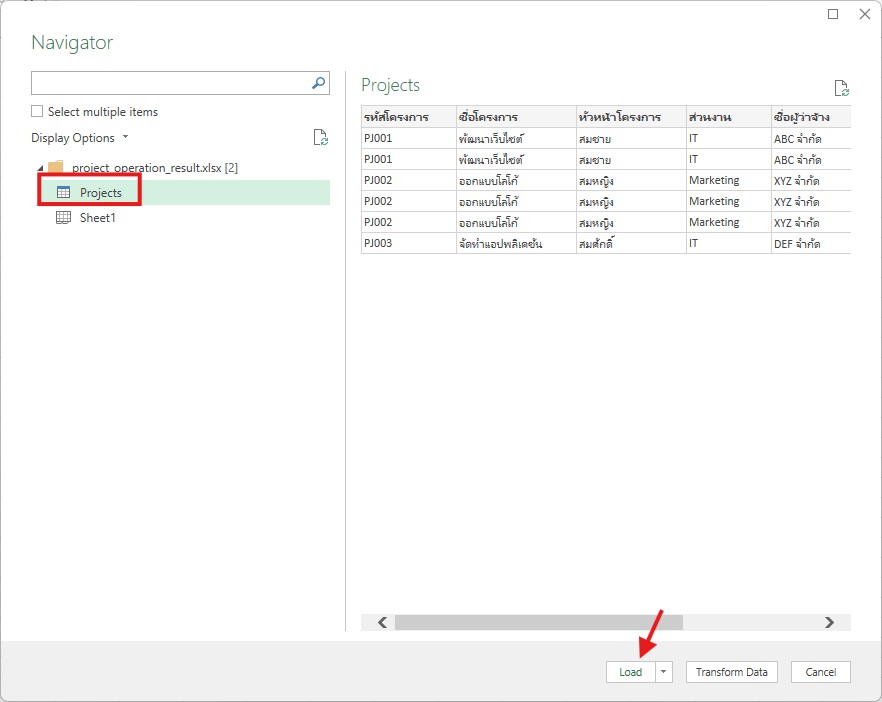 Navigator
Select multiple items
Display Options
project_operation_result.xlsx [2]
Projects
Sheet1
Projects
รหัสโครงการ ชื่อโครงการ หัวหน้าโครงการ ส่วนงาน ชื่อผู้ว่าจ้าง
PJ001 พัฒนาเว็บไซต์ สมชาย IT ABC จำกัด
PJ001 พัฒนาเว็บไซต์ สมชาย IT ABC จำกัด
PJ002 ออกแบบโลโก้ สมหญิง Marketing XYZ จำกัด
PJ002 ออกแบบโลโก้ สมหญิง Marketing XYZ จำกัด
PJ002 ออกแบบโลโก้ สมหญิง Marketing XYZ จำกัด
PJ003 จัดทำแอปพลิเคชัน สมศักดิ์ IT DEF จำกัด
Load Transform Data Cancel